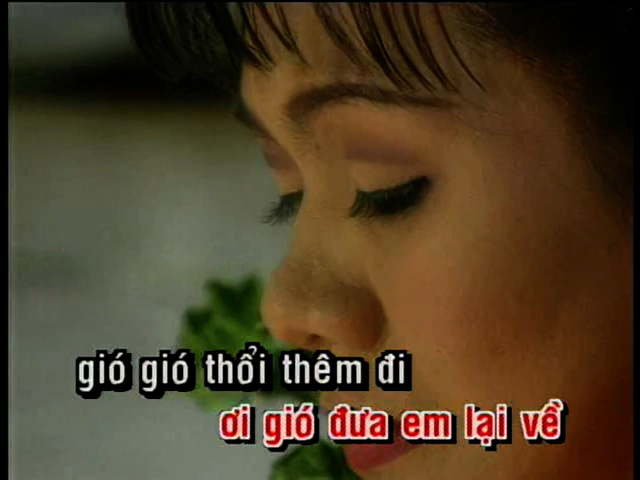 gió gió thổi thêm đi
ơi gió đưa em lại về